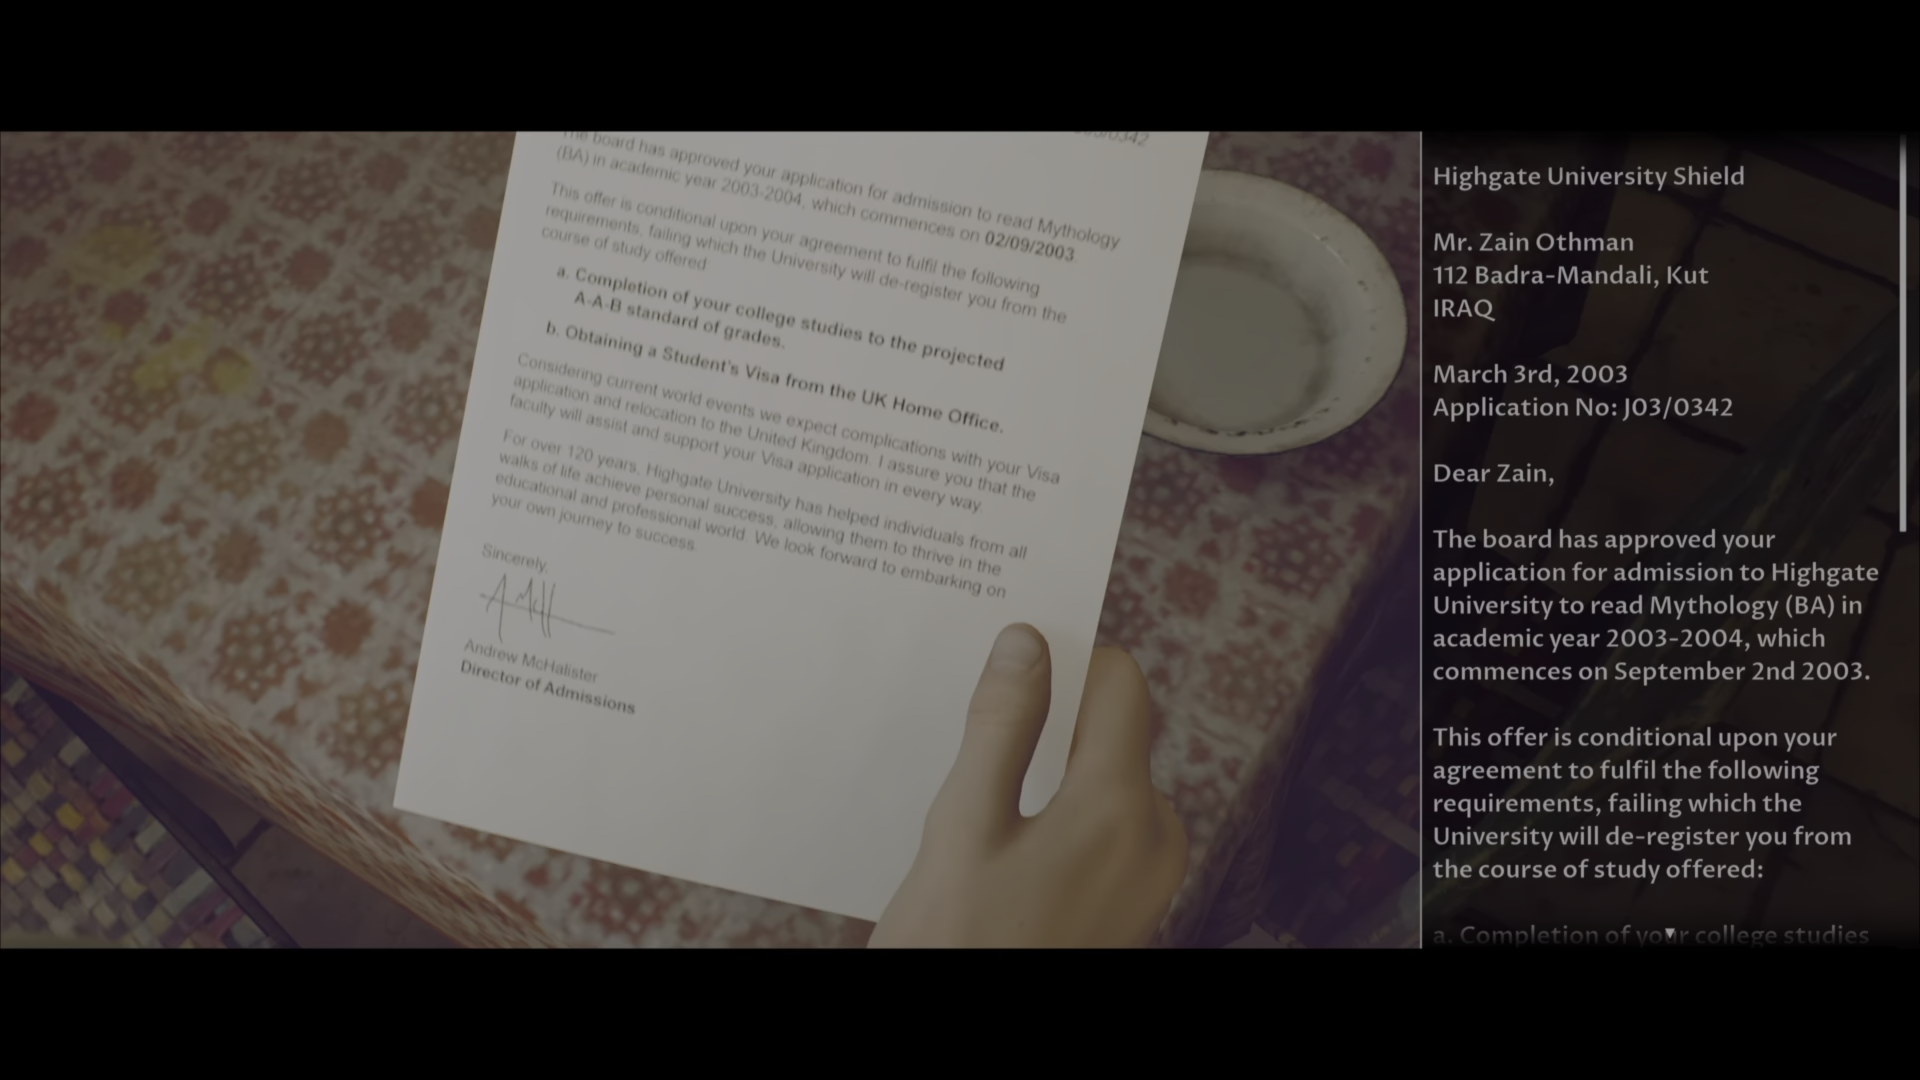 The board has approved your application for admission to read Mythology
(BA) in academic year 2003-2004, which commences on 02/09/2003.
This offer is conditional upon your agreement to fulfil the following
requirements, failing which the University will de-register you from the
course of study offered
a. Completion of your college studies to the projected
A-A-B standard of grades.
b. Obtaining a Student's Visa from the UK Home Office.
Considering current world events we expect complications with your Visa
application and relocation to the United Kingdom. I assure you that the
faculty will assist and support your Visa application in every way.
For over 120 years, Highgate University has helped individuals from all
walks of life achieve personal success, allowing them to thrive in the
educational and professional world. We look forward to embarking on
your own journey to success.
Sincerely,
Andrew McHalister
Director of Admissions
Highgate University Shield
Mr. Zain Othman
112 Badra-Mandali, Kut
IRAQ
March 3rd, 2003
Application No: J03/0342
Dear Zain,
The board has approved your
application for admission to Highgate
University to read Mythology (BA) in
academic year 2003-2004, which
commences on September 2nd 2003.
This offer is conditional upon your
agreement to fulfil the following
requirements, failing which the
University will de-register you from
the course of study offered:
a. Completion of your college studies